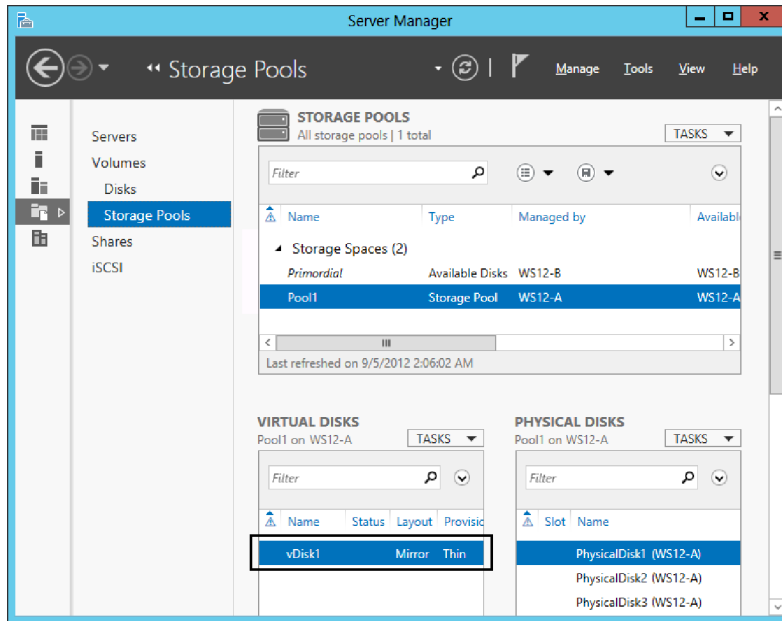 Server Manager
Storage Pools
Manage Tools View Help
Servers
Volumes
Disks
Storage Pools
Shares
iSCSI
STORAGE POOLS
All storage pools | 1 total
TASKS
Filter
Name Type Managed by Availabl
Storage Spaces (2)
Primordial Available Disks WS12-B WS12-B
Pool1 Storage Pool WS12-A WS12-A
Last refreshed on 9/5/2012 2:06:02 AM
VIRTUAL DISKS
Pool1 on WS12-A
TASKS
Filter
Name Status Layout Provisic
vDisk1 Mirror Thin
PHYSICAL DISKS
Pool1 on WS12-A
TASKS
Filter
Slot Name
PhysicalDisk1 (WS12-A)
PhysicalDisk2 (WS12-A)
PhysicalDisk3 (WS12-A)